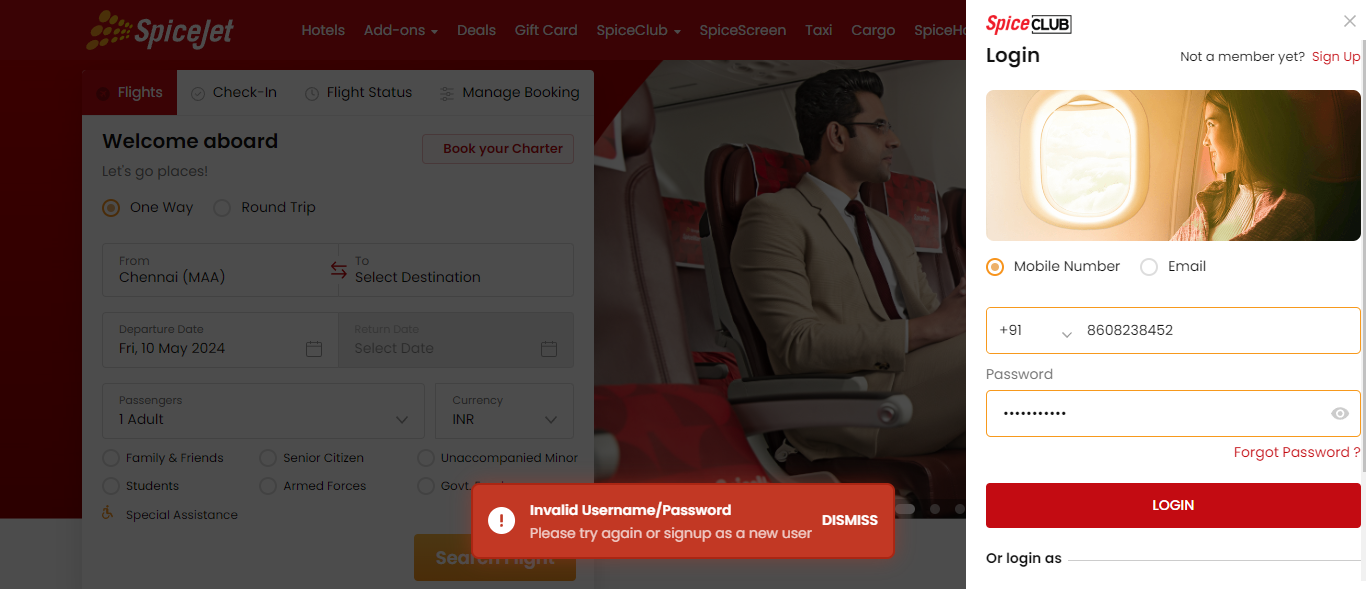 SpiceJet
Hotels Add-ons Deals Gift Card SpiceClub SpiceScreen Taxi Cargo
Flights Check-In Flight Status Manage Booking
Welcome aboard
Book your Charter
Let's go places!
One Way Round Trip
From
Chennai (MAA)
To
Select Destination
Departure Date
Fri, 10 May 2024
Return Date
Select Date
Passengers
1 Adult
Currency
INR
Family & Friends Senior Citizen Unaccompanied Minor
Students Armed Forces Govt.
Special Assistance
Search Flight
Invalid Username/Password
Please try again or signup as a new user
DISMISS
SpiceCLUB
Login
Not a member yet? Sign Up
Mobile Number Email
+91 8608238452
Password
•••••••••••
Forgot Password ?
LOGIN
Or login as